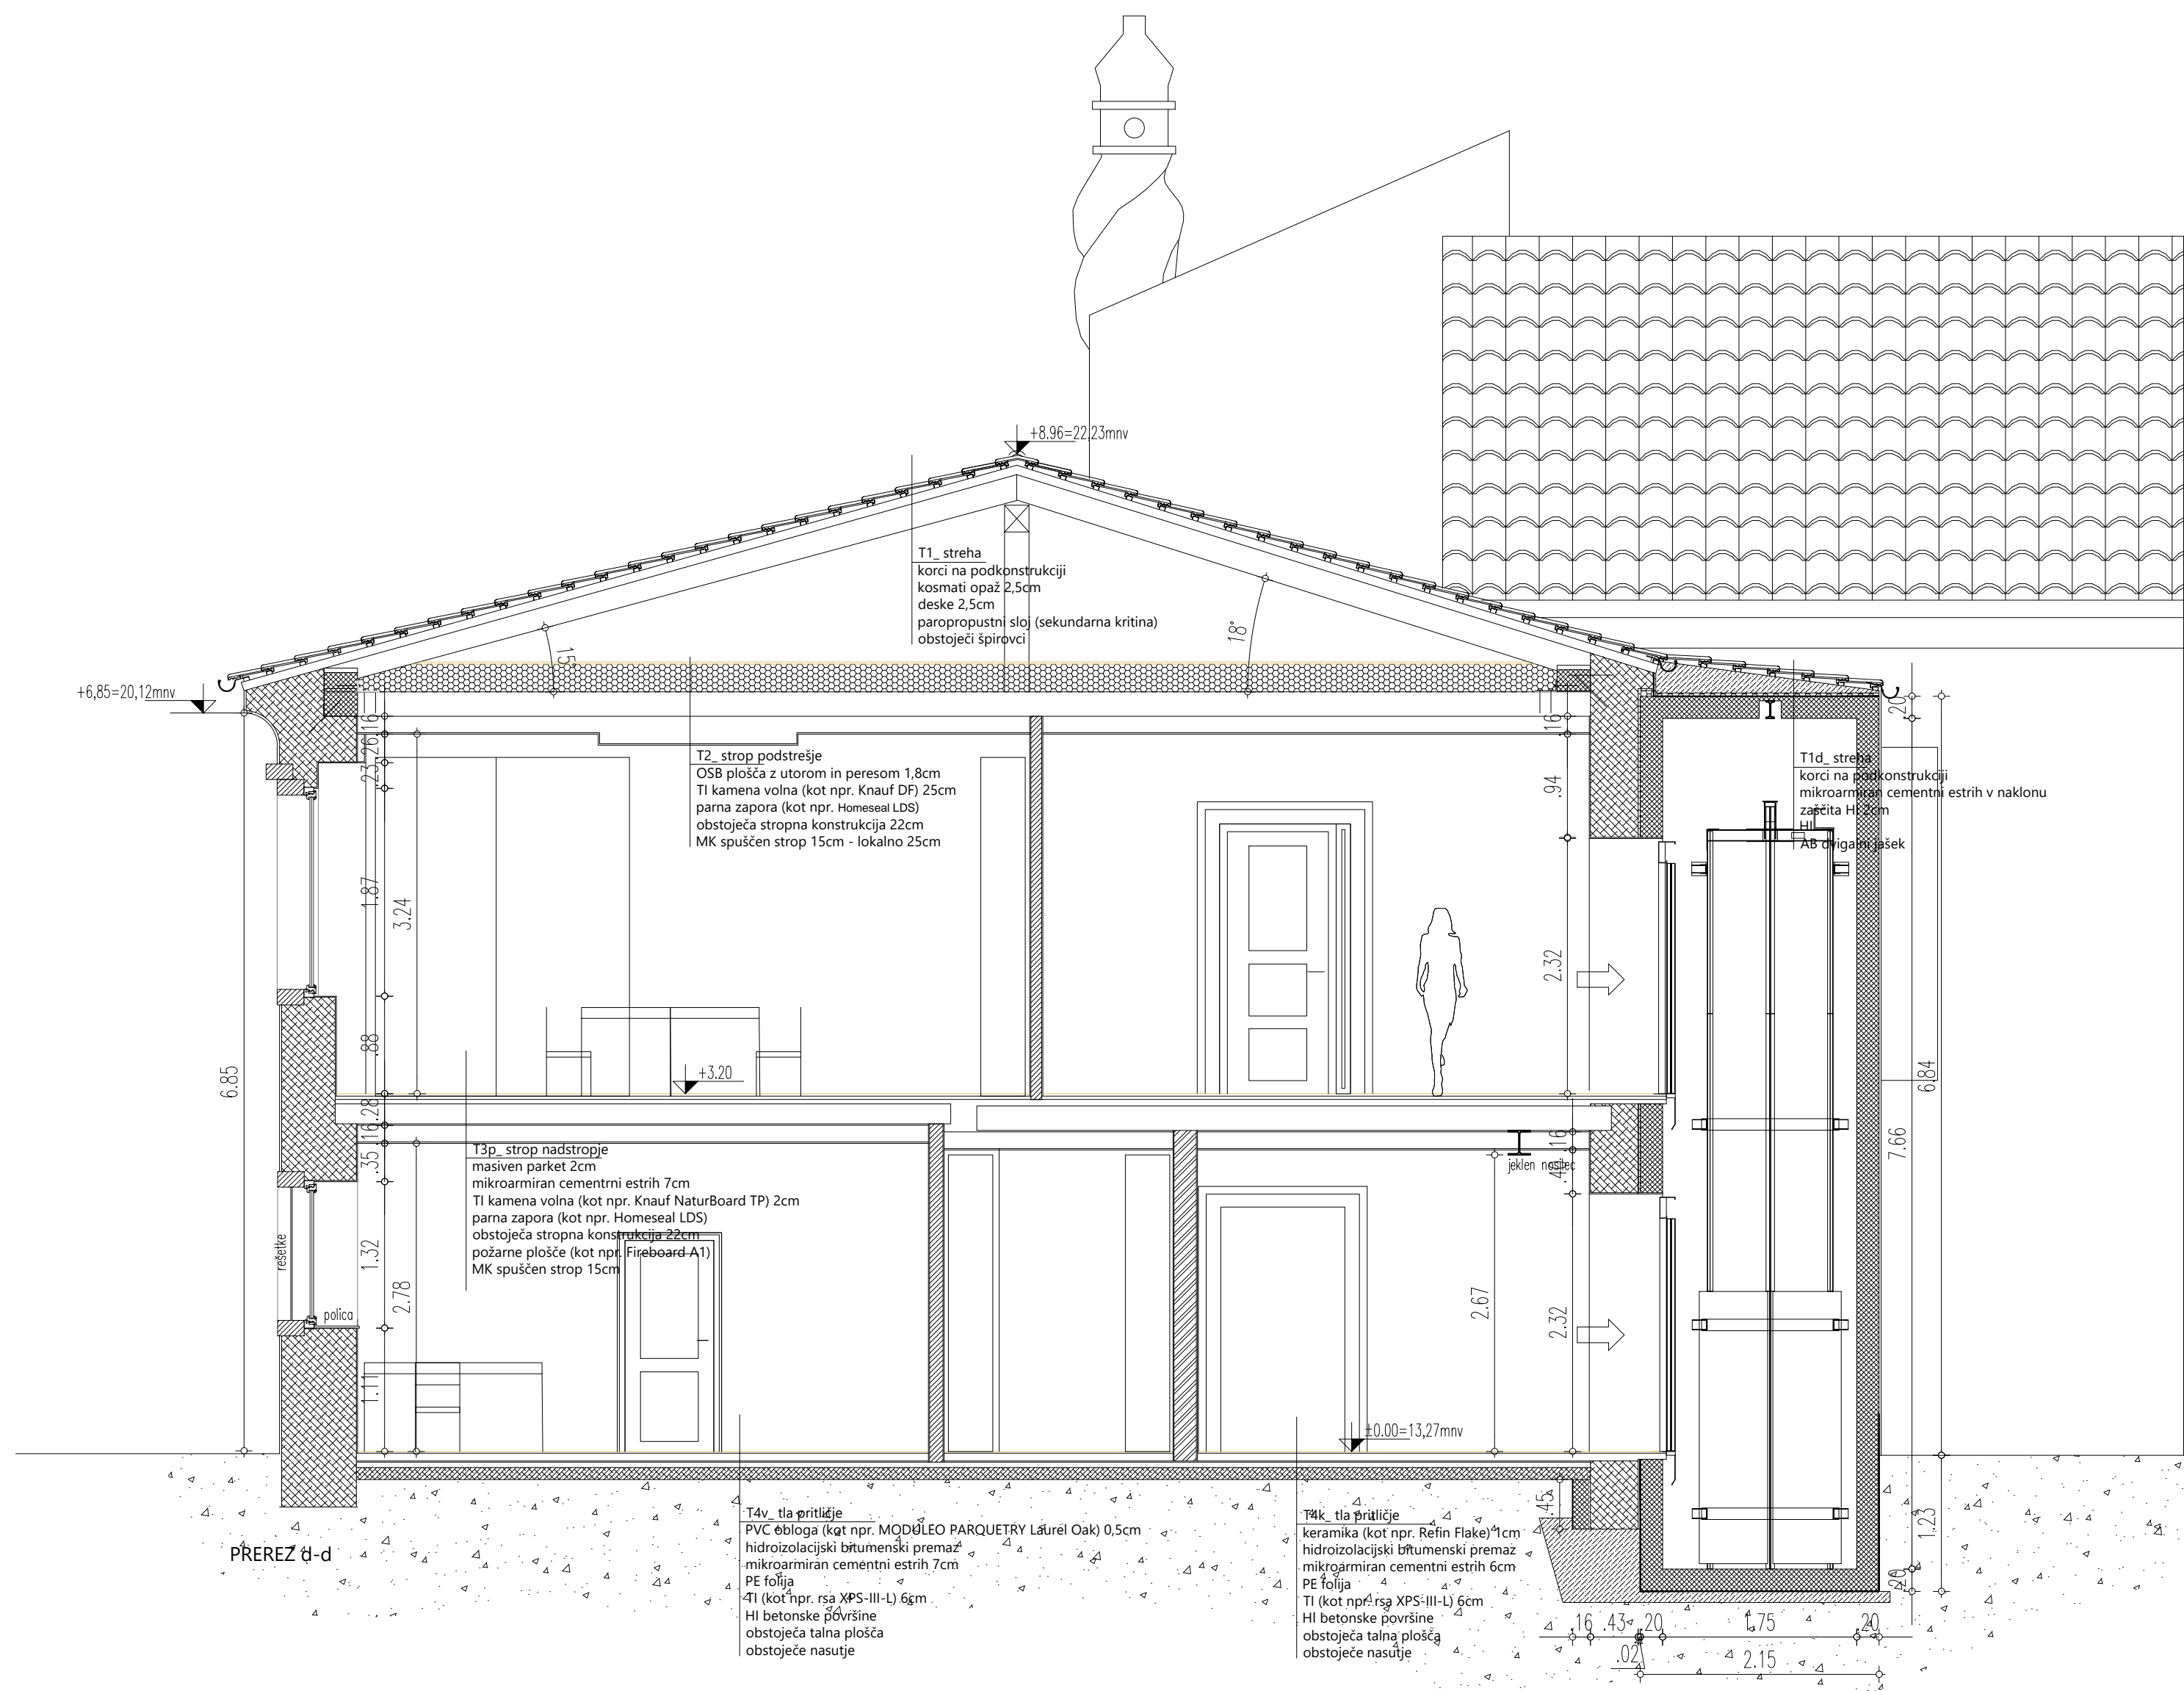 +8.96=22,23mnv
T1_ streha
korci na podkonstrukciji
kosmati opaž 2,5cm
deske 2,5cm
paropropustni sloj (sekundarna kritina)
obstoječi špirovci
15°
18°
+6,85=20,12mnv
T2_ strop podstrešje
OSB plošča z utorom in peresom 1,8cm
TI kamena volna (kot npr. Knauf DF) 25cm
parna zapora (kot npr. Homeseal LDS)
obstoječa stropna konstrukcija 22cm
MK spuščen strop 15cm - lokalno 25cm
T1d_ streha
korci na podkonstrukciji
mikroarmiran cementni estrih v naklonu
zaščita HI 2cm
HI
AB dvigalni jašek
.16
.26
.23
1.87
3.24
.88
.28
.16
.35
1.32
2.78
1.11
6.85
.16
.94
2.32
.16
.41
2.32
2.67
.20
6.84
7.66
1.23
.20
+3.20
T3p_ strop nadstropje
masiven parket 2cm
mikroarmiran cementrni estrih 7cm
TI kamena volna (kot npr. Knauf NaturBoard TP) 2cm
parna zapora (kot npr. Homeseal LDS)
obstoječa stropna konstrukcija 22cm
požarne plošče (kot npr. Fireboard A1)
MK spuščen strop 15cm
jeklen nosilec
rešetke
polica
±0.00=13,27mnv
.45
T4v_ tla pritličje
PVC obloga (kot npr. MODULEO PARQUETRY Laurel Oak) 0,5cm
hidroizolacijski bitumenski premaz
mikroarmiran cementni estrih 7cm
PE folija
TI (kot npr. rsa XPS-III-L) 6cm
HI betonske površine
obstoječa talna plošča
obstoječe nasutje
T4k_ tla pritličje
keramika (kot npr. Refin Flake) 1cm
hidroizolacijski bitumenski premaz
mikroarmiran cementni estrih 6cm
PE folija
TI (kot npr. rsa XPS-III-L) 6cm
HI betonske površine
obstoječa talna plošča
obstoječe nasutje
PREREZ d-d
.16 .43 .20 1.75 .20
.02 2.15